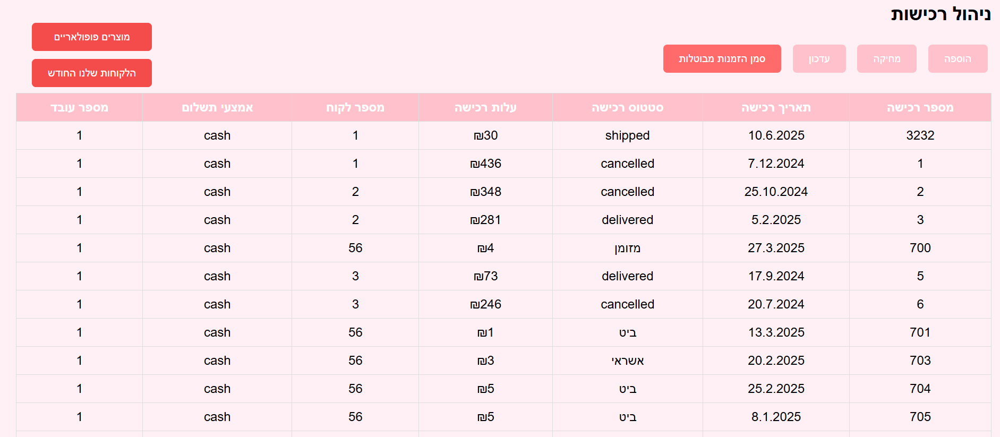 ניהול רכישות
מוצרים פופולאריים
הוספה מחיקה עדכון סמן הזמנות מבוטלות
הלקוחות שלנו החודש
מספר רכישה תאריך רכישה סטטוס רכישה עלות רכישה מספר לקוח אמצעי תשלום מספר עובד
3232 10.6.2025 shipped ₪30 1 cash 1
1 7.12.2024 cancelled ₪436 1 cash 1
2 25.10.2024 cancelled ₪348 2 cash 1
3 5.2.2025 delivered ₪281 2 cash 1
700 27.3.2025 מזומן ₪4 56 cash 1
5 17.9.2024 delivered ₪73 3 cash 1
6 20.7.2024 cancelled ₪246 3 cash 1
701 13.3.2025 ביט ₪1 56 cash 1
703 20.2.2025 אשראי ₪3 56 cash 1
704 25.2.2025 ביט ₪5 56 cash 1
705 8.1.2025 ביט ₪5 56 cash 1